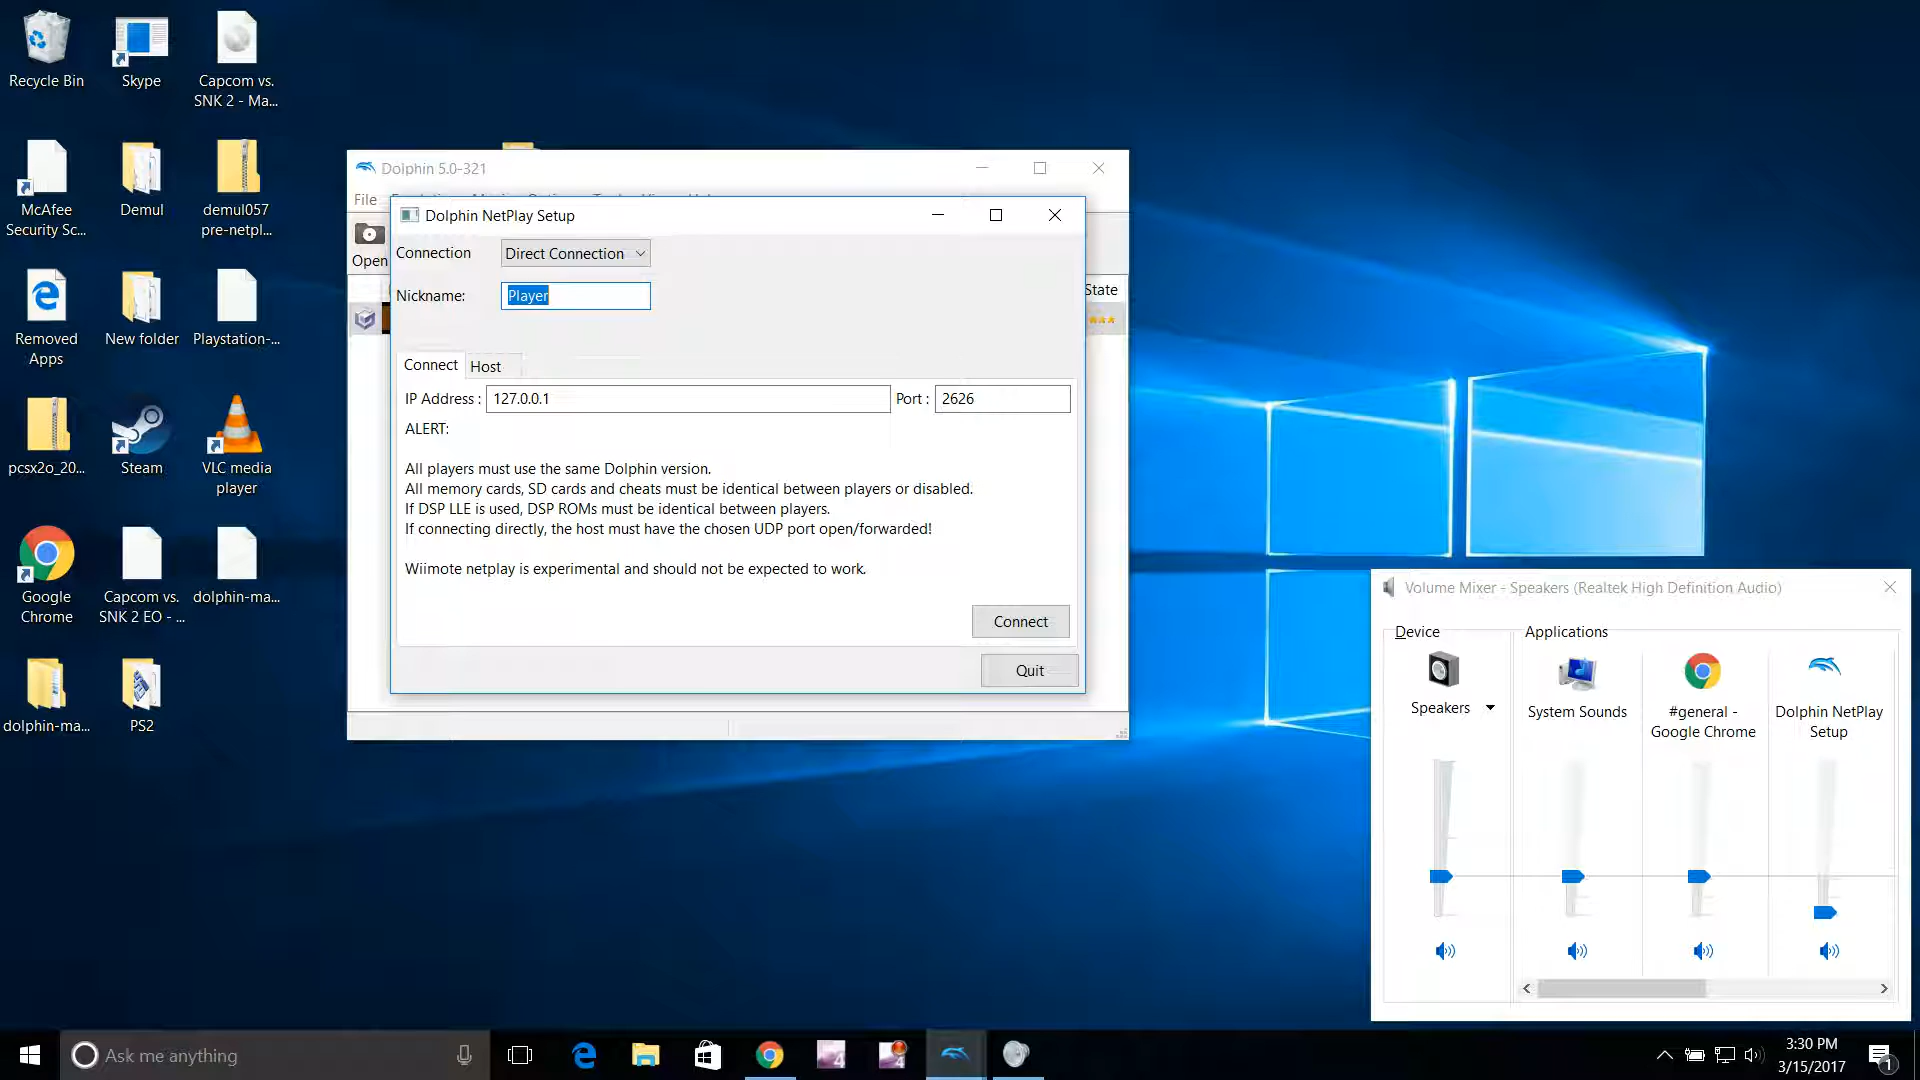 Recycle Bin
Skype
Capcom vs.
SNK 2 - Ma...
McAfee
Security Sc...
Demul
demul057
pre-netpl...
Removed
Apps
New folder
Playstation-...
pcsx2o_20...
Steam
VLC media
player
Google
Chrome
Capcom vs.
SNK 2 EO - ...
dolphin-ma...
dolphin-ma...
PS2
Dolphin 5.0-321
File
Open
State
Dolphin NetPlay Setup
Connection
Direct Connection
Nickname:
Player
Connect
Host
IP Address :
127.0.0.1
Port :
2626
ALERT:
All players must use the same Dolphin version.
All memory cards, SD cards and cheats must be identical between players or disabled.
If DSP LLE is used, DSP ROMs must be identical between players.
If connecting directly, the host must have the chosen UDP port open/forwarded!
Wiimote netplay is experimental and should not be expected to work.
Connect
Quit
Volume Mixer - Speakers (Realtek High Definition Audio)
Device
Applications
Speakers
System Sounds
#general -
Google Chrome
Dolphin NetPlay
Setup
Ask me anything
4
4
3:30 PM
3/15/2017
1